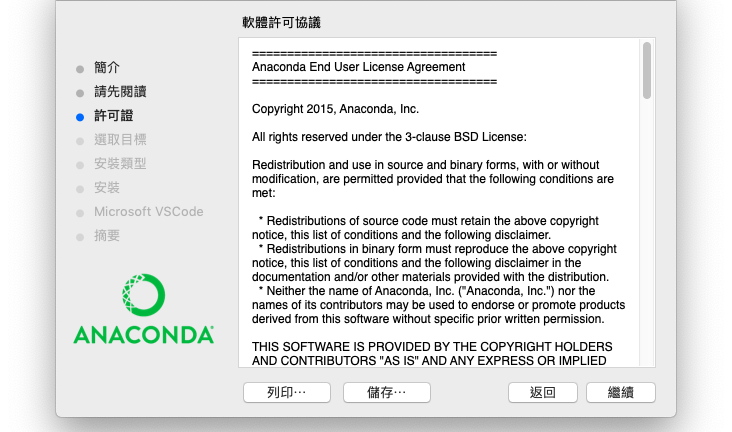 軟體許可協議
簡介
請先閱讀
許可證
選取目標
安裝類型
安裝
Microsoft VSCode
摘要
ANACONDA
===================================
Anaconda End User License Agreement
===================================
Copyright 2015, Anaconda, Inc.
All rights reserved under the 3-clause BSD License:
Redistribution and use in source and binary forms, with or without
modification, are permitted provided that the following conditions are
met:
* Redistributions of source code must retain the above copyright
notice, this list of conditions and the following disclaimer.
* Redistributions in binary form must reproduce the above copyright
notice, this list of conditions and the following disclaimer in the
documentation and/or other materials provided with the distribution.
* Neither the name of Anaconda, Inc. ("Anaconda, Inc.") nor the
names of its contributors may be used to endorse or promote products
derived from this software without specific prior written permission.
THIS SOFTWARE IS PROVIDED BY THE COPYRIGHT HOLDERS
AND CONTRIBUTORS "AS IS" AND ANY EXPRESS OR IMPLIED
列印⋯
儲存⋯
返回
繼續